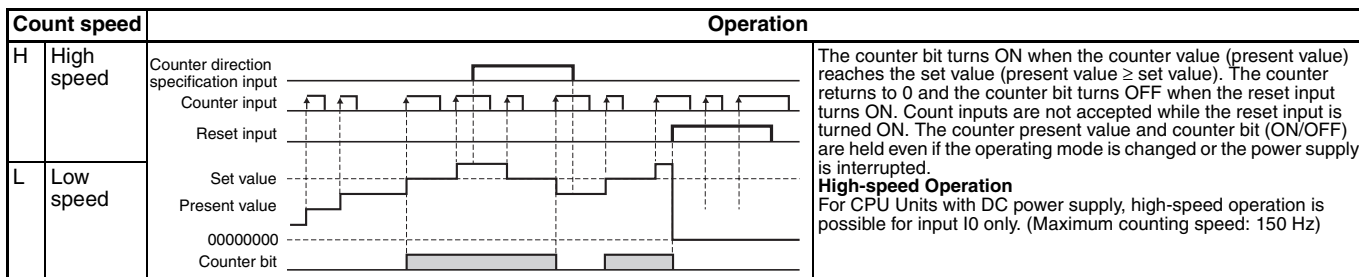 Count speed
Operation
H
High
speed
L
Low
speed
Counter direction
specification input
Counter input
Reset input
Set value
Present value
00000000
Counter bit
The counter bit turns ON when the counter value (present value)
reaches the set value (present value ≥ set value). The counter
returns to 0 and the counter bit turns OFF when the reset input
turns ON. Count inputs are not accepted while the reset input is
turned ON. The counter present value and counter bit (ON/OFF)
are held even if the operating mode is changed or the power supply
is interrupted.
High-speed Operation
For CPU Units with DC power supply, high-speed operation is
possible for input I0 only. (Maximum counting speed: 150 Hz)